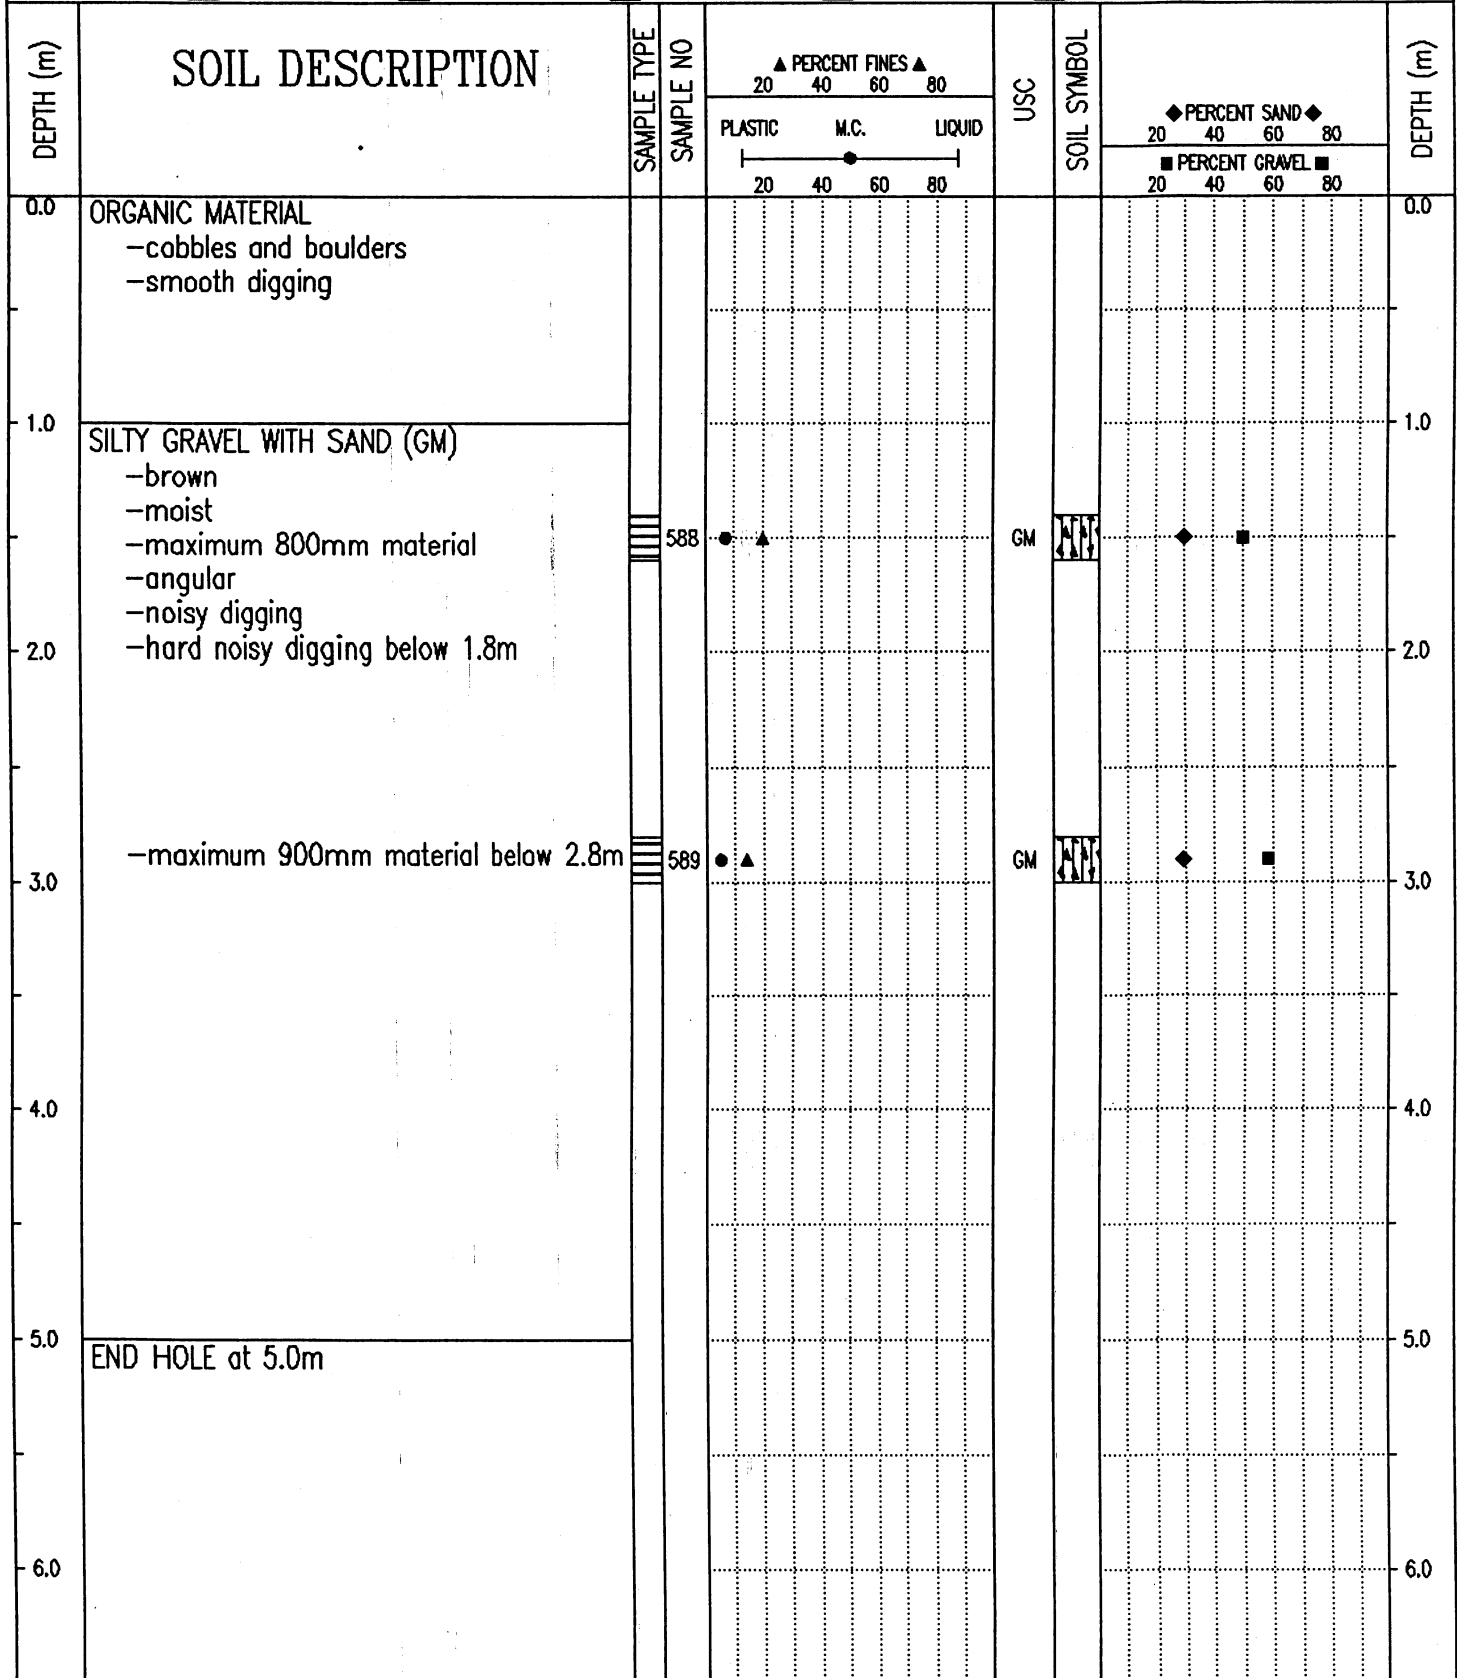 DEPTH (m)
SOIL DESCRIPTION
SAMPLE TYPE
SAMPLE NO
▲ PERCENT FINES ▲
20 40 60 80
PLASTIC M.C. LIQUID
20 40 60 80
USC
SOIL SYMBOL
◆ PERCENT SAND ◆
20 40 60 80
■ PERCENT GRAVEL ■
20 40 60 80
DEPTH (m)
0.0 ORGANIC MATERIAL 0.0
-cobbles and boulders
-smooth digging
1.0 1.0
SILTY GRAVEL WITH SAND (GM)
-brown
-moist
588 GM
-maximum 800mm material
-angular
-noisy digging
2.0 -hard noisy digging below 1.8m 2.0
-maximum 900mm material below 2.8m 589 GM
3.0 3.0
4.0 4.0
5.0 5.0
END HOLE at 5.0m
6.0 6.0